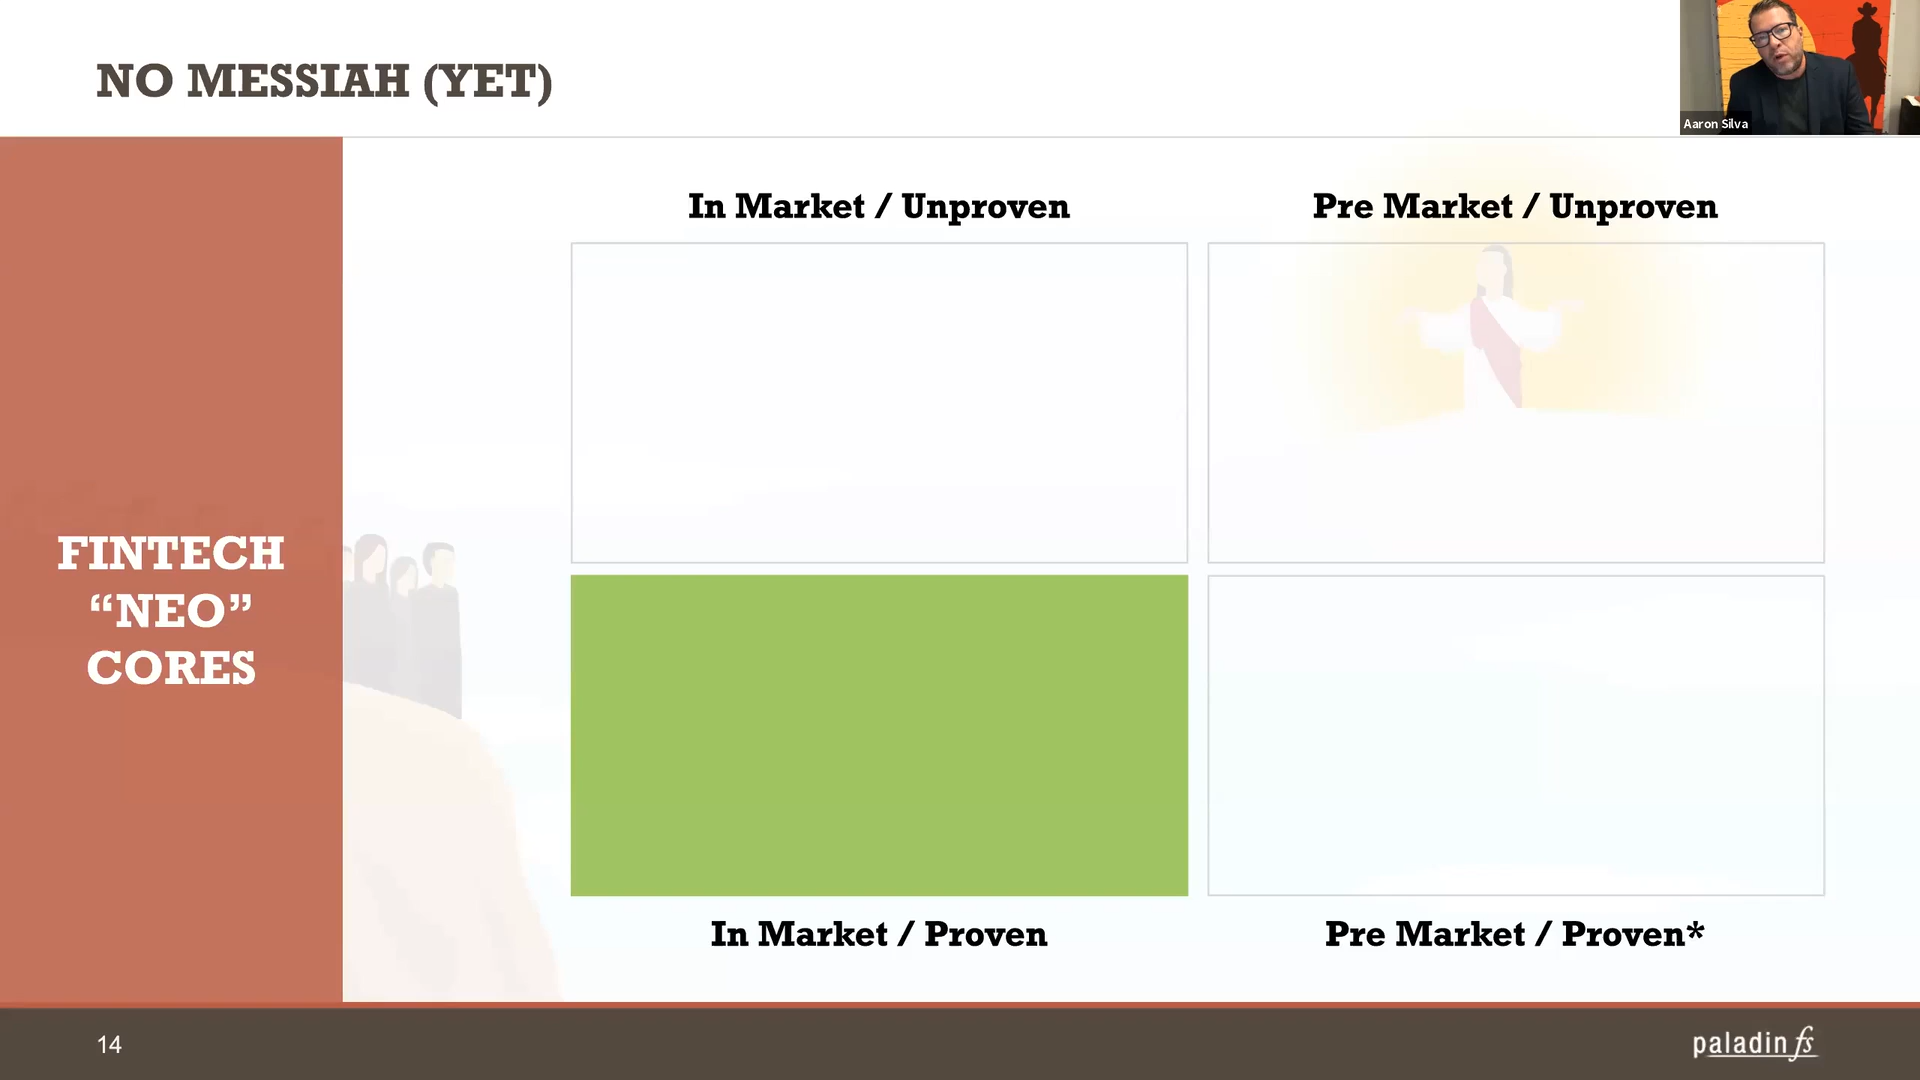 NO MESSIAH (YET)
Aaron Silva
In Market / Unproven
Pre Market / Unproven
FINTECH
“NEO”
CORES
In Market / Proven
Pre Market / Proven*
14
paladin fs